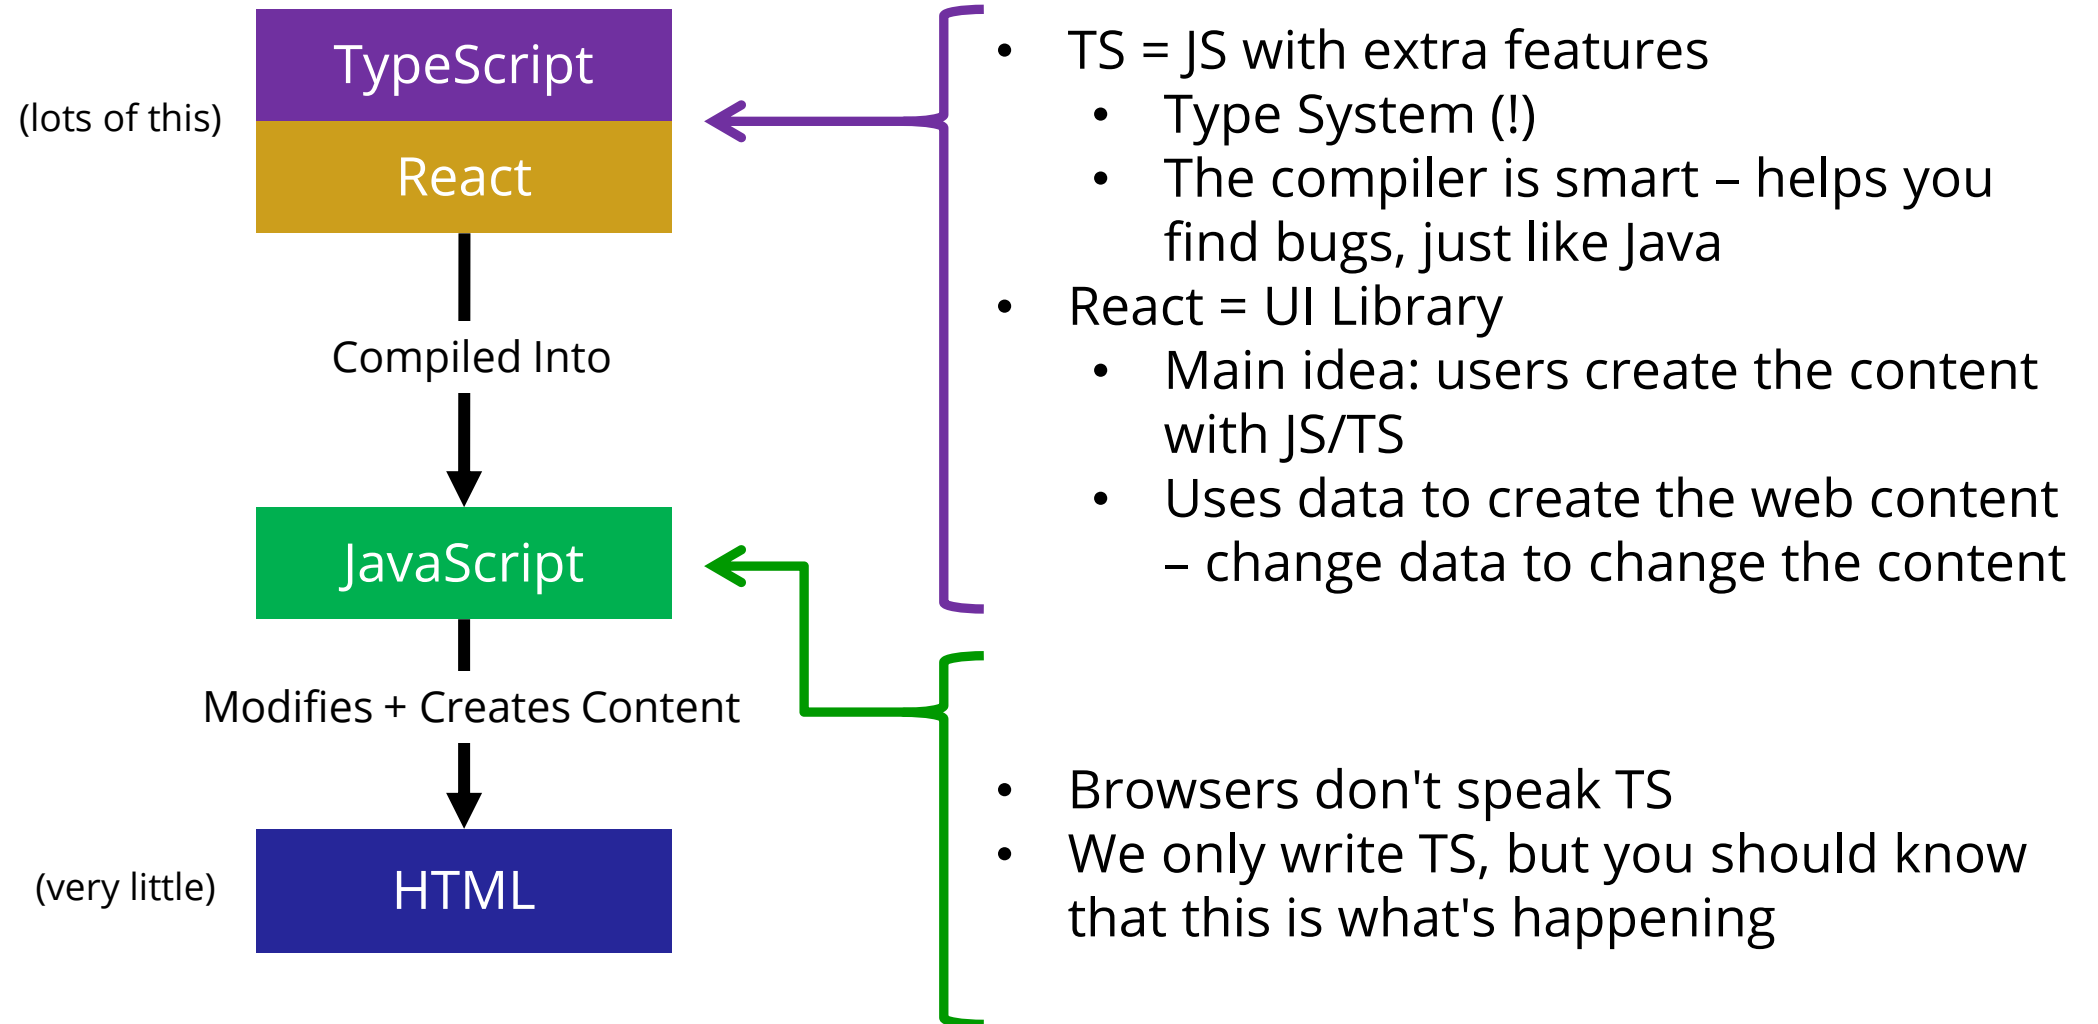 TypeScript
(lots of this)
React
Compiled Into
JavaScript
Modifies + Creates Content
HTML
(very little)
• TS = JS with extra features
• Type System (!)
• The compiler is smart – helps you
find bugs, just like Java
• React = UI Library
• Main idea: users create the content
with JS/TS
• Uses data to create the web content
– change data to change the content
• Browsers don't speak TS
• We only write TS, but you should know
that this is what's happening